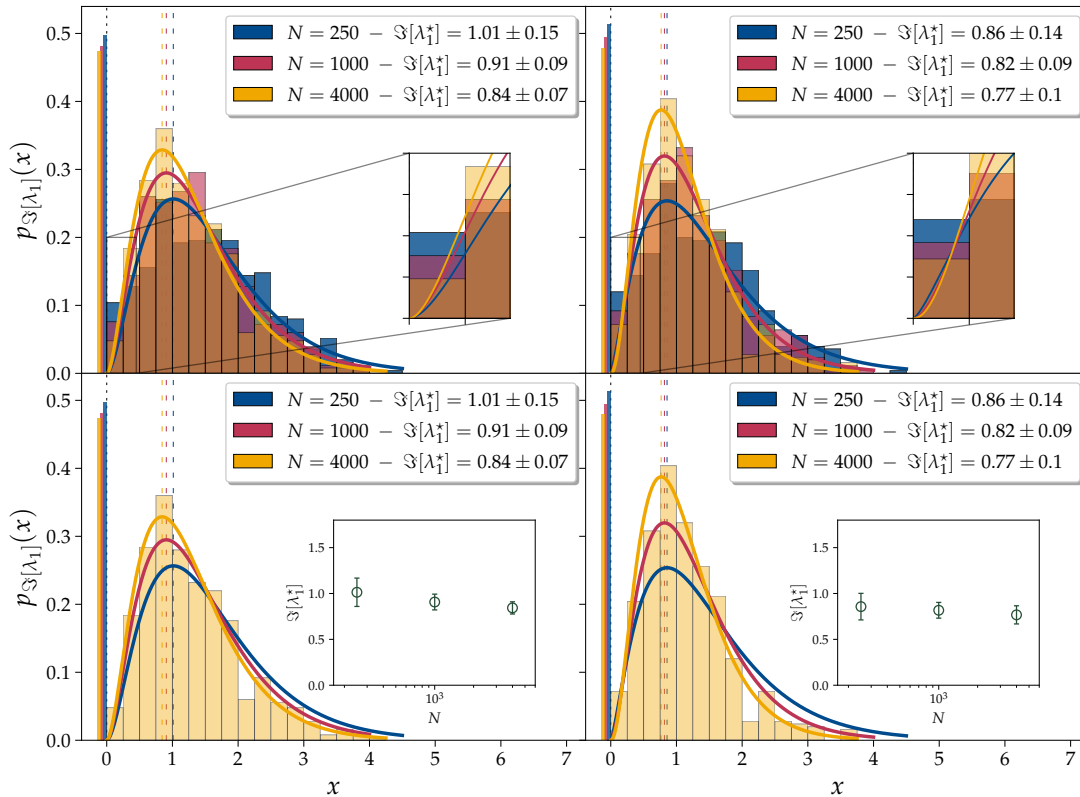 N = 250 − ℑ[λ₁*] = 1.01 ± 0.15
N = 1000 − ℑ[λ₁*] = 0.91 ± 0.09
N = 4000 − ℑ[λ₁*] = 0.84 ± 0.07
N = 250 − ℑ[λ₁*] = 0.86 ± 0.14
N = 1000 − ℑ[λ₁*] = 0.82 ± 0.09
N = 4000 − ℑ[λ₁*] = 0.77 ± 0.1
p_ℑ[λ₁](x)
0.5
0.4
0.3
0.2
0.1
0.0
N = 250 − ℑ[λ₁*] = 1.01 ± 0.15
N = 1000 − ℑ[λ₁*] = 0.91 ± 0.09
N = 4000 − ℑ[λ₁*] = 0.84 ± 0.07
N = 250 − ℑ[λ₁*] = 0.86 ± 0.14
N = 1000 − ℑ[λ₁*] = 0.82 ± 0.09
N = 4000 − ℑ[λ₁*] = 0.77 ± 0.1
p_ℑ[λ₁](x)
0.5
0.4
0.3
0.2
0.1
0.0
ℑ[λ₁*]
1.5
1.0
0.5
0.0
10³
N
ℑ[λ₁*]
1.5
1.0
0.5
0.0
10³
N
0 1 2 3 4 5 6 7
x
0 1 2 3 4 5 6 7
x